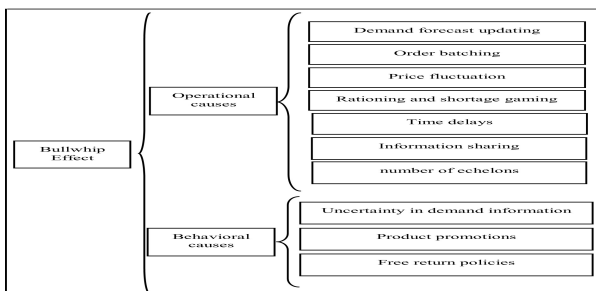 Demand forecast updating
Order batching
Price fluctuation
Operational
causes
Rationing and shortage gaming
Time delays
Information sharing
number of echelons
Bullwhip
Effect
Uncertainty in demand information
Behavioral
causes
Product promotions
Free return policies